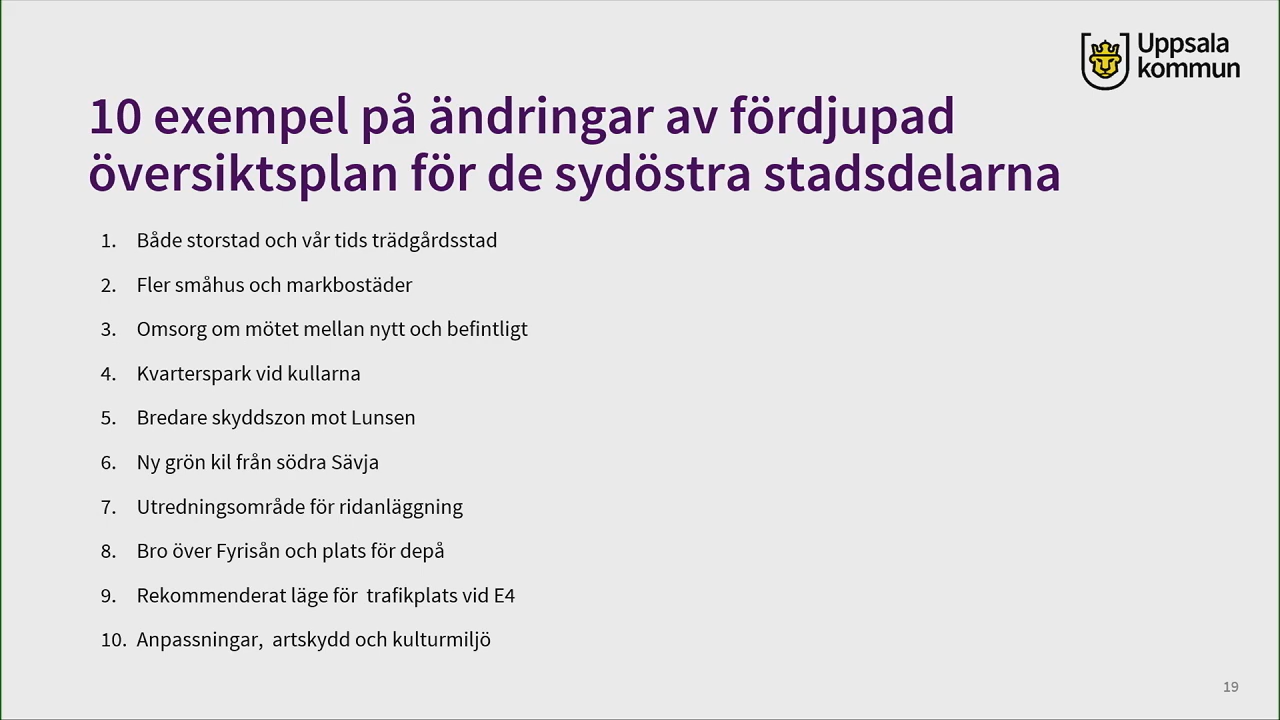 Uppsala
kommun
10 exempel på ändringar av fördjupad
översiktsplan för de sydöstra stadsdelarna
1. Både storstad och vår tids trädgårdsstad
2. Fler småhus och markbostäder
3. Omsorg om mötet mellan nytt och befintligt
4. Kvarterspark vid kullarna
5. Bredare skyddszon mot Lunsen
6. Ny grön kil från södra Sävja
7. Utredningsområde för ridanläggning
8. Bro över Fyrisån och plats för depå
9. Rekommenderat läge för  trafikplats vid E4
10. Anpassningar,  artskydd och kulturmiljö
19